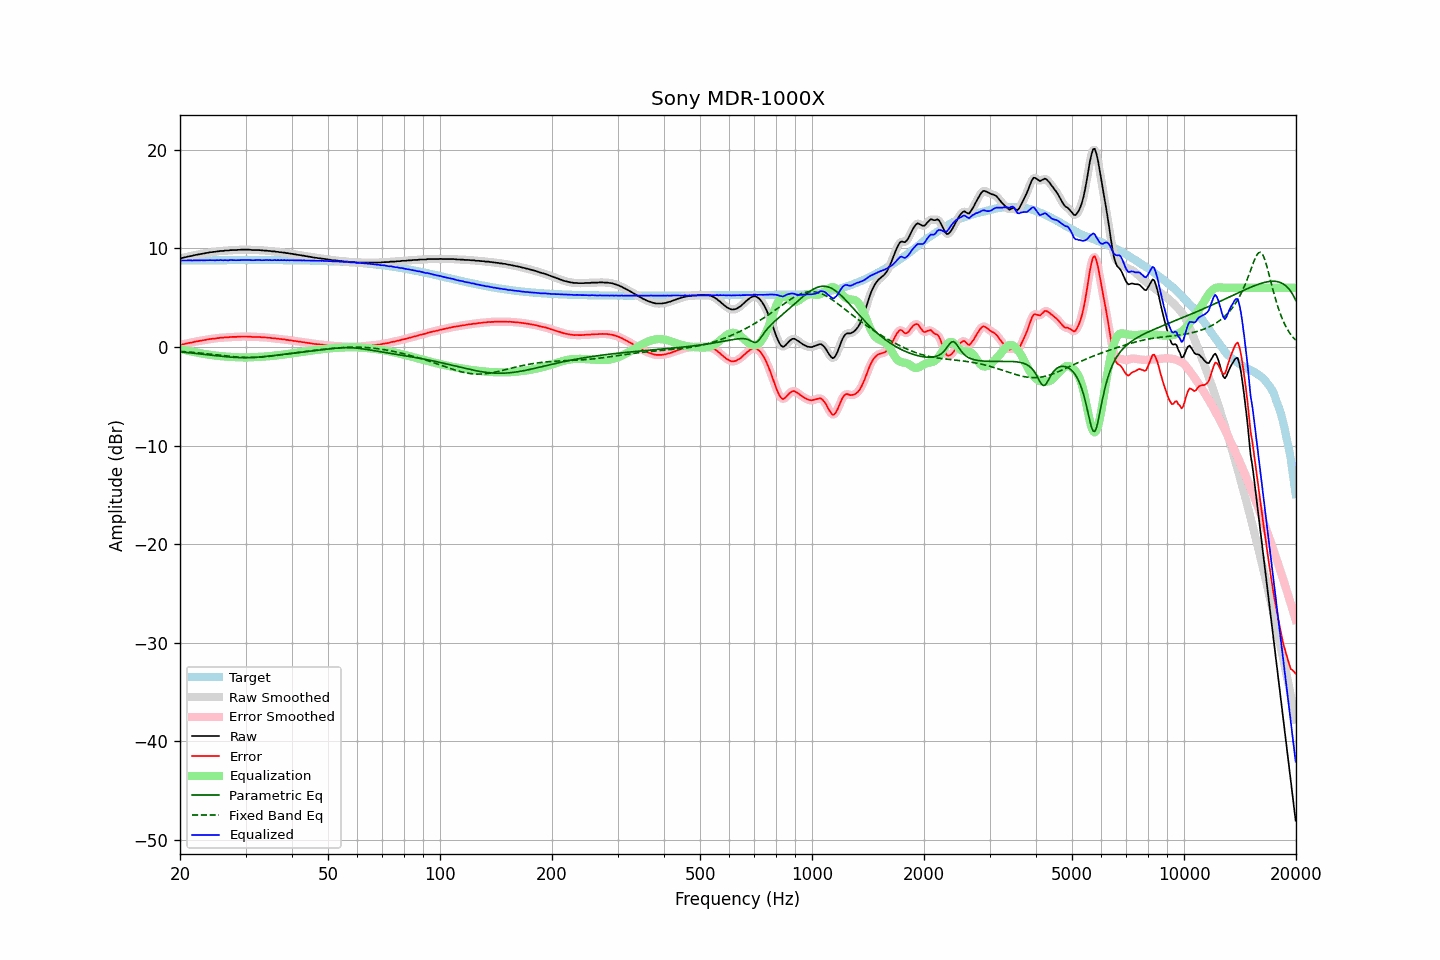 Sony MDR-1000X
Amplitude (dBr)
20
10
0
−10
−20
−30
−40
−50
Target
Raw Smoothed
Error Smoothed
Raw
Error
Equalization
Parametric Eq
Fixed Band Eq
Equalized
20 50 100 200 500 1000 2000 5000 10000 20000
Frequency (Hz)